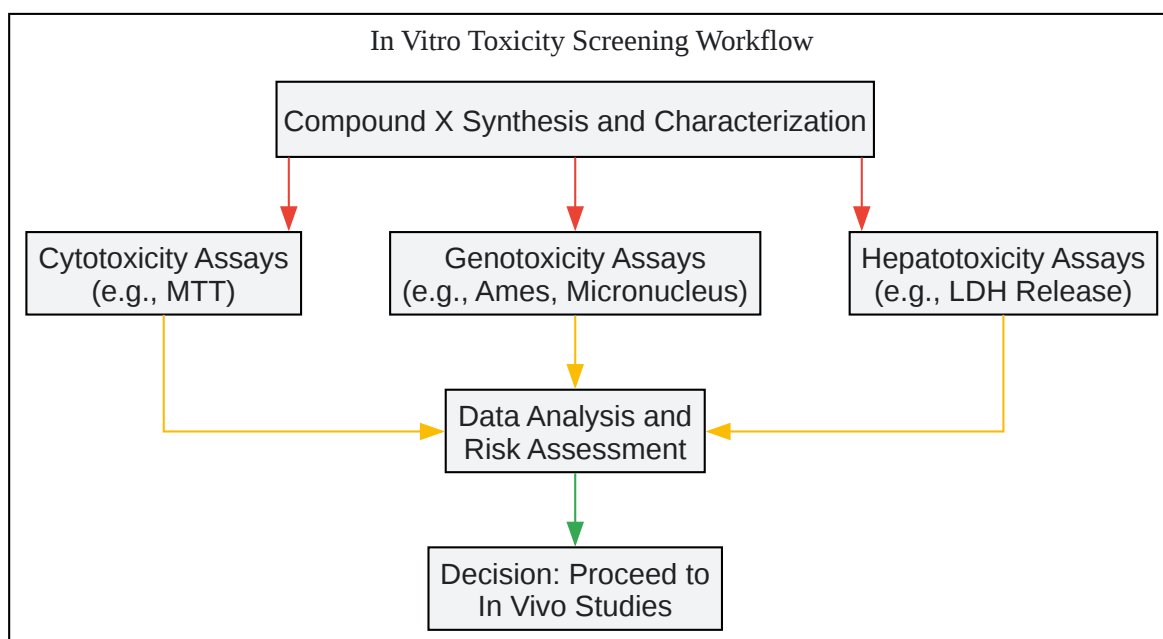 In Vitro Toxicity Screening Workflow
Compound X Synthesis and Characterization
Cytotoxicity Assays
(e.g., MTT)
Genotoxicity Assays
(e.g., Ames, Micronucleus)
Hepatotoxicity Assays
(e.g., LDH Release)
Data Analysis and
Risk Assessment
Decision: Proceed to
In Vivo Studies